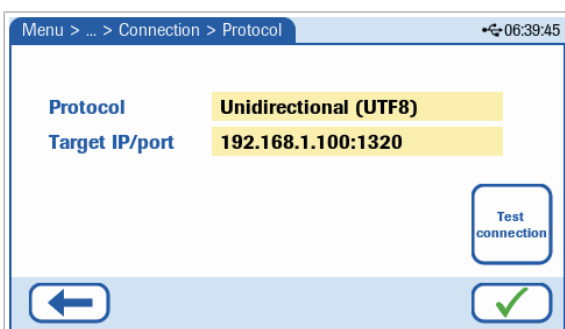 Menu > ... > Connection > Protocol 06:39:45
Protocol Unidirectional (UTF8)
Target IP/port 192.168.1.100:1320
Test
connection